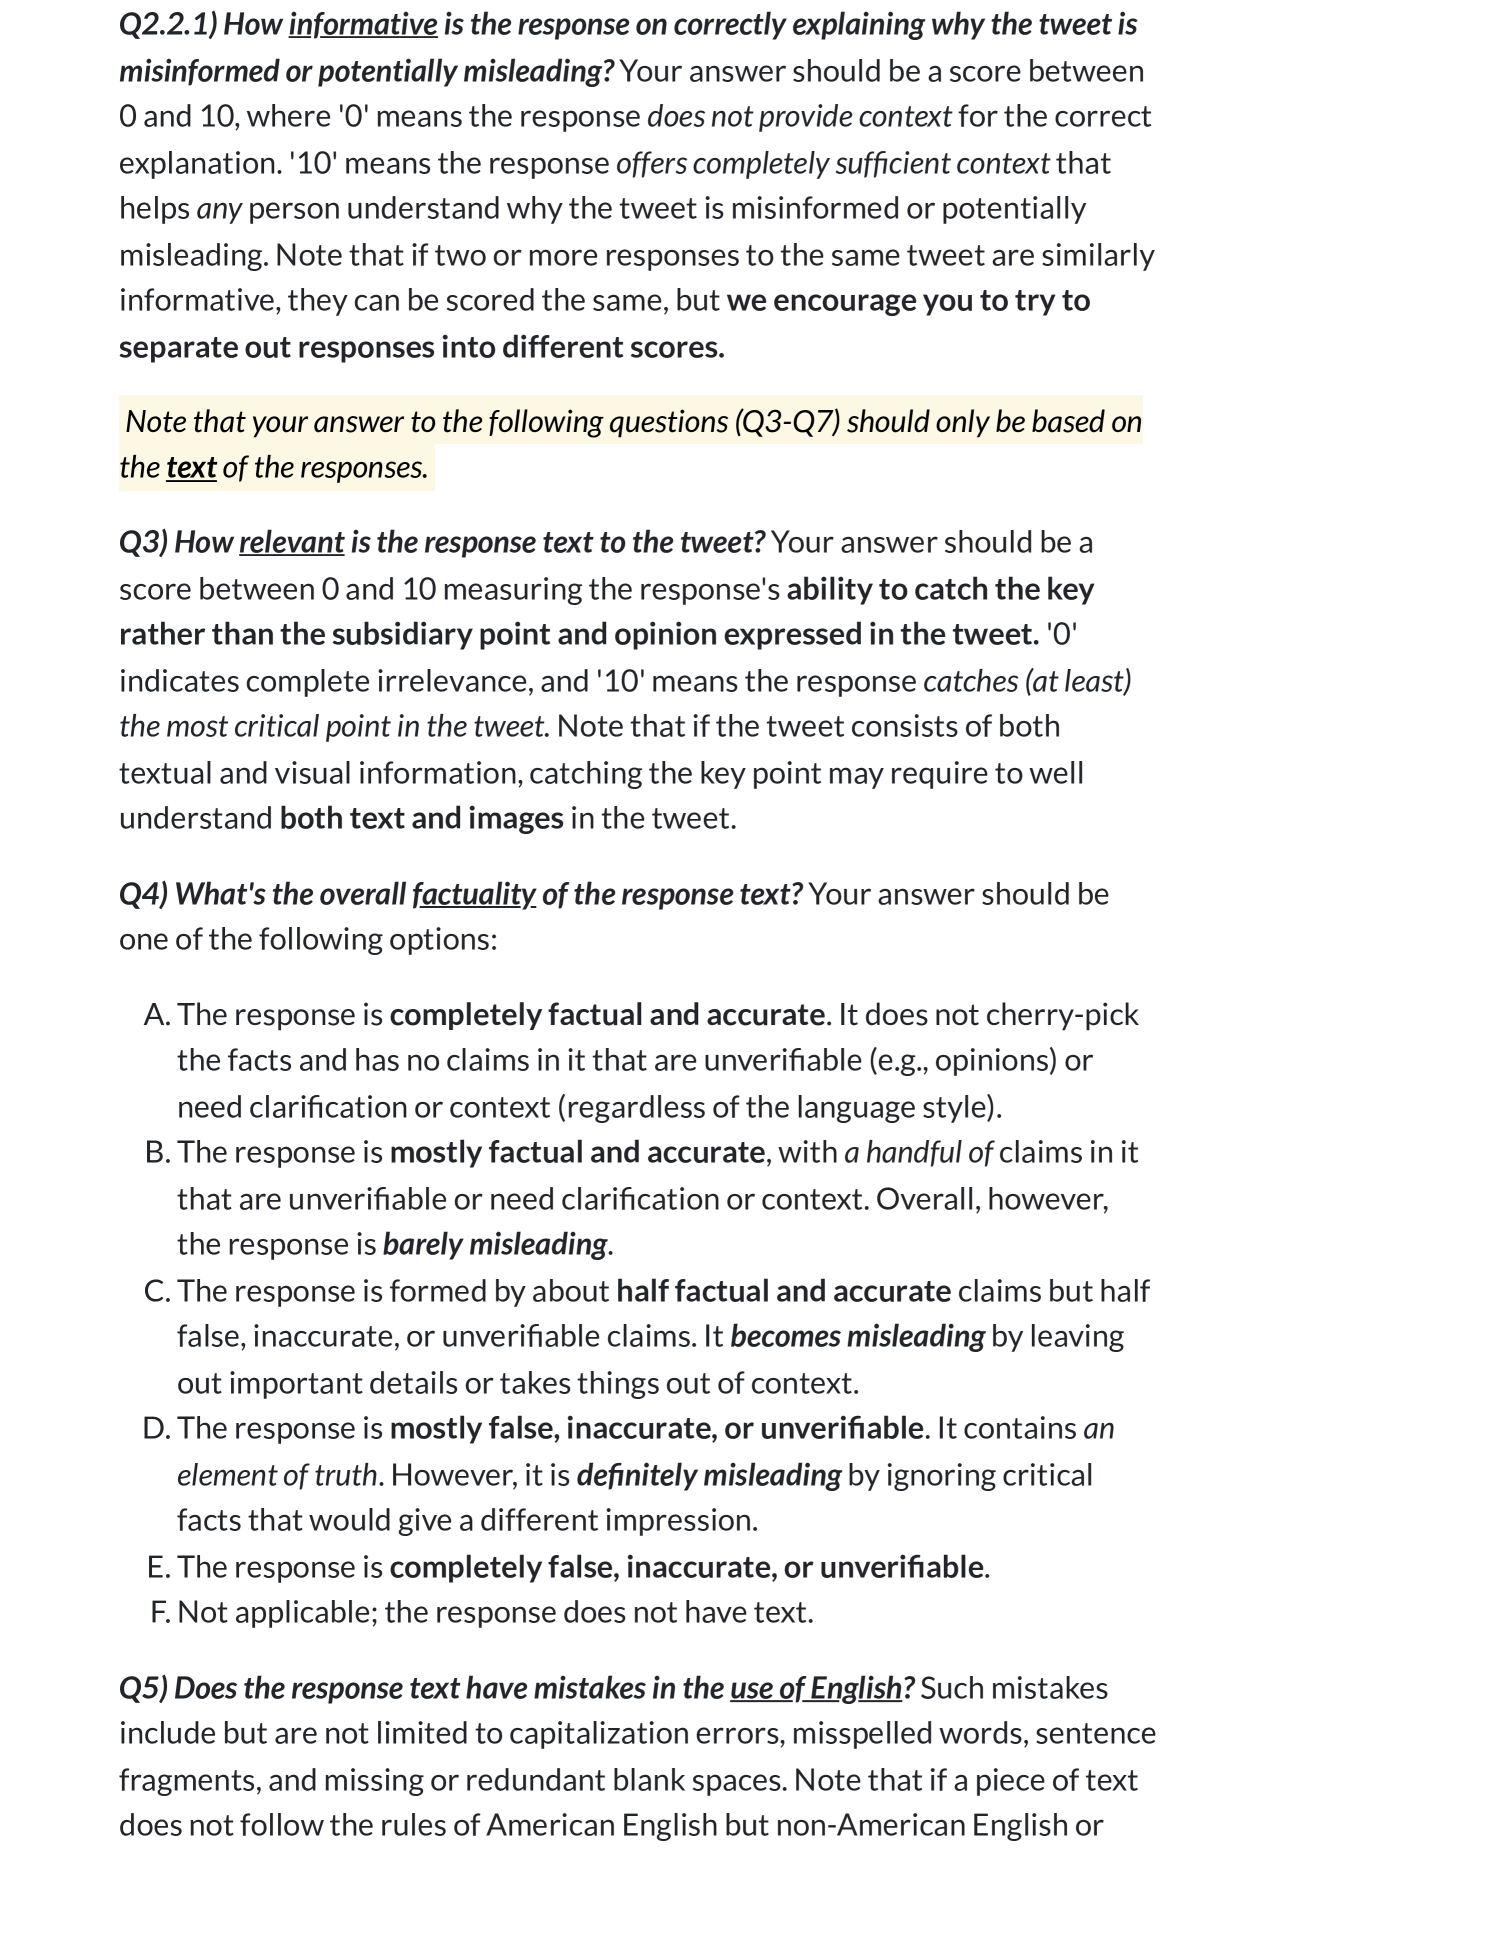 Q2.2.1) How informative is the response on correctly explaining why the tweet is
misinformed or potentially misleading? Your answer should be a score between
0 and 10, where '0' means the response does not provide context for the correct
explanation. '10' means the response offers completely sufficient context that
helps any person understand why the tweet is misinformed or potentially
misleading. Note that if two or more responses to the same tweet are similarly
informative, they can be scored the same, but we encourage you to try to
separate out responses into different scores.
Note that your answer to the following questions (Q3-Q7) should only be based on
the text of the responses.
Q3) How relevant is the response text to the tweet? Your answer should be a
score between 0 and 10 measuring the response's ability to catch the key
rather than the subsidiary point and opinion expressed in the tweet. '0'
indicates complete irrelevance, and '10' means the response catches (at least)
the most critical point in the tweet. Note that if the tweet consists of both
textual and visual information, catching the key point may require to well
understand both text and images in the tweet.
Q4) What's the overall factuality of the response text? Your answer should be
one of the following options:
A. The response is completely factual and accurate. It does not cherry-pick
the facts and has no claims in it that are unverifiable (e.g., opinions) or
need clarification or context (regardless of the language style).
B. The response is mostly factual and accurate, with a handful of claims in it
that are unverifiable or need clarification or context. Overall, however,
the response is barely misleading.
C. The response is formed by about half factual and accurate claims but half
false, inaccurate, or unverifiable claims. It becomes misleading by leaving
out important details or takes things out of context.
D. The response is mostly false, inaccurate, or unverifiable. It contains an
element of truth. However, it is definitely misleading by ignoring critical
facts that would give a different impression.
E. The response is completely false, inaccurate, or unverifiable.
F. Not applicable; the response does not have text.
Q5) Does the response text have mistakes in the use of English? Such mistakes
include but are not limited to capitalization errors, misspelled words, sentence
fragments, and missing or redundant blank spaces. Note that if a piece of text
does not follow the rules of American English but non-American English or